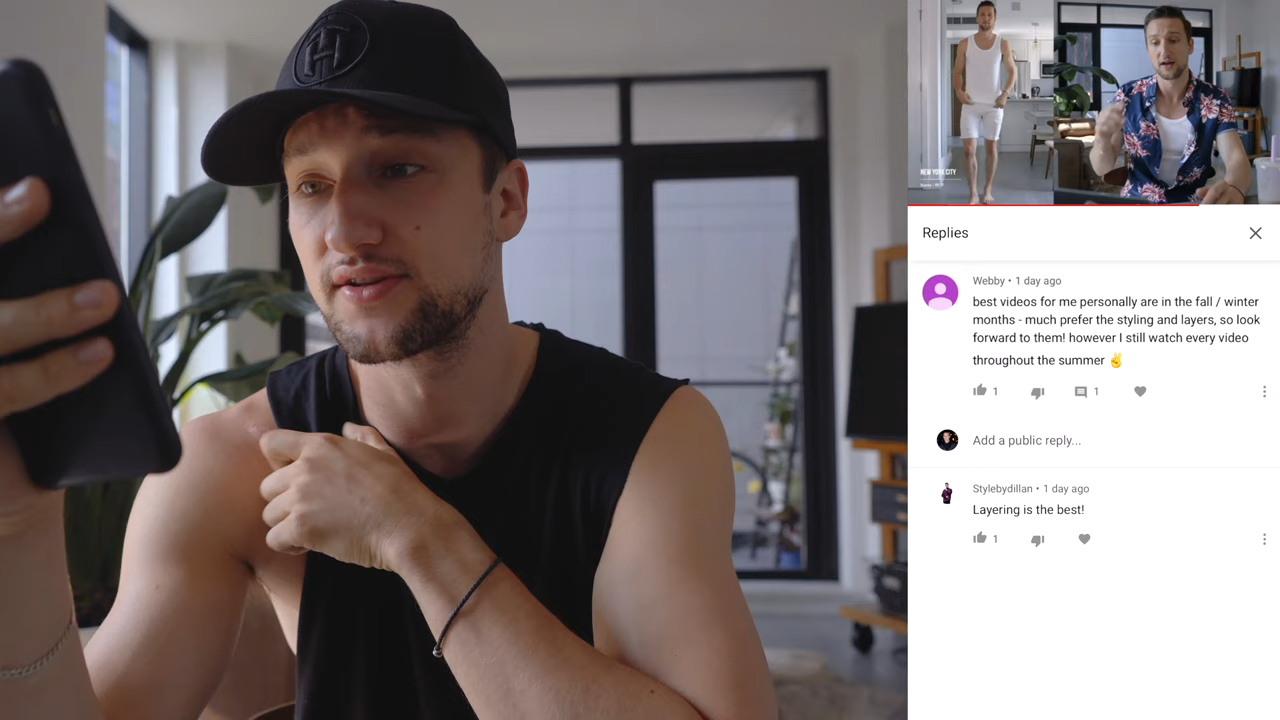 NEW YORK CITY
Replies
Webby • 1 day ago
best videos for me personally are in the fall / winter
months - much prefer the styling and layers, so look
forward to them! however I still watch every video
throughout the summer ✌
1
1
Add a public reply...
Stylebydillan • 1 day ago
Layering is the best!
1